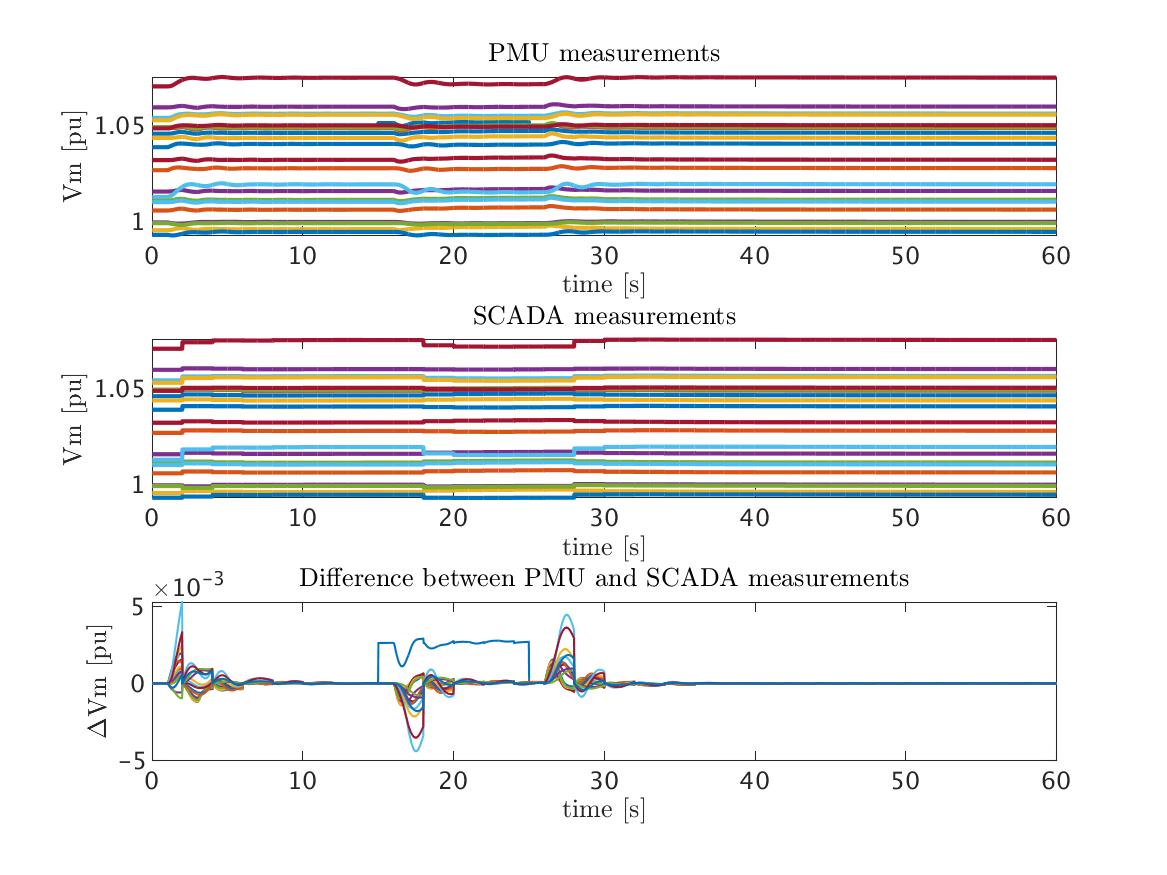 PMU measurements
Vm [pu]
1.05
1
0 10 20 30 40 50 60
time [s]
SCADA measurements
Vm [pu]
1.05
1
0 10 20 30 40 50 60
time [s]
Difference between PMU and SCADA measurements
×10⁻³
ΔVm [pu]
5
0
-5
0 10 20 30 40 50 60
time [s]